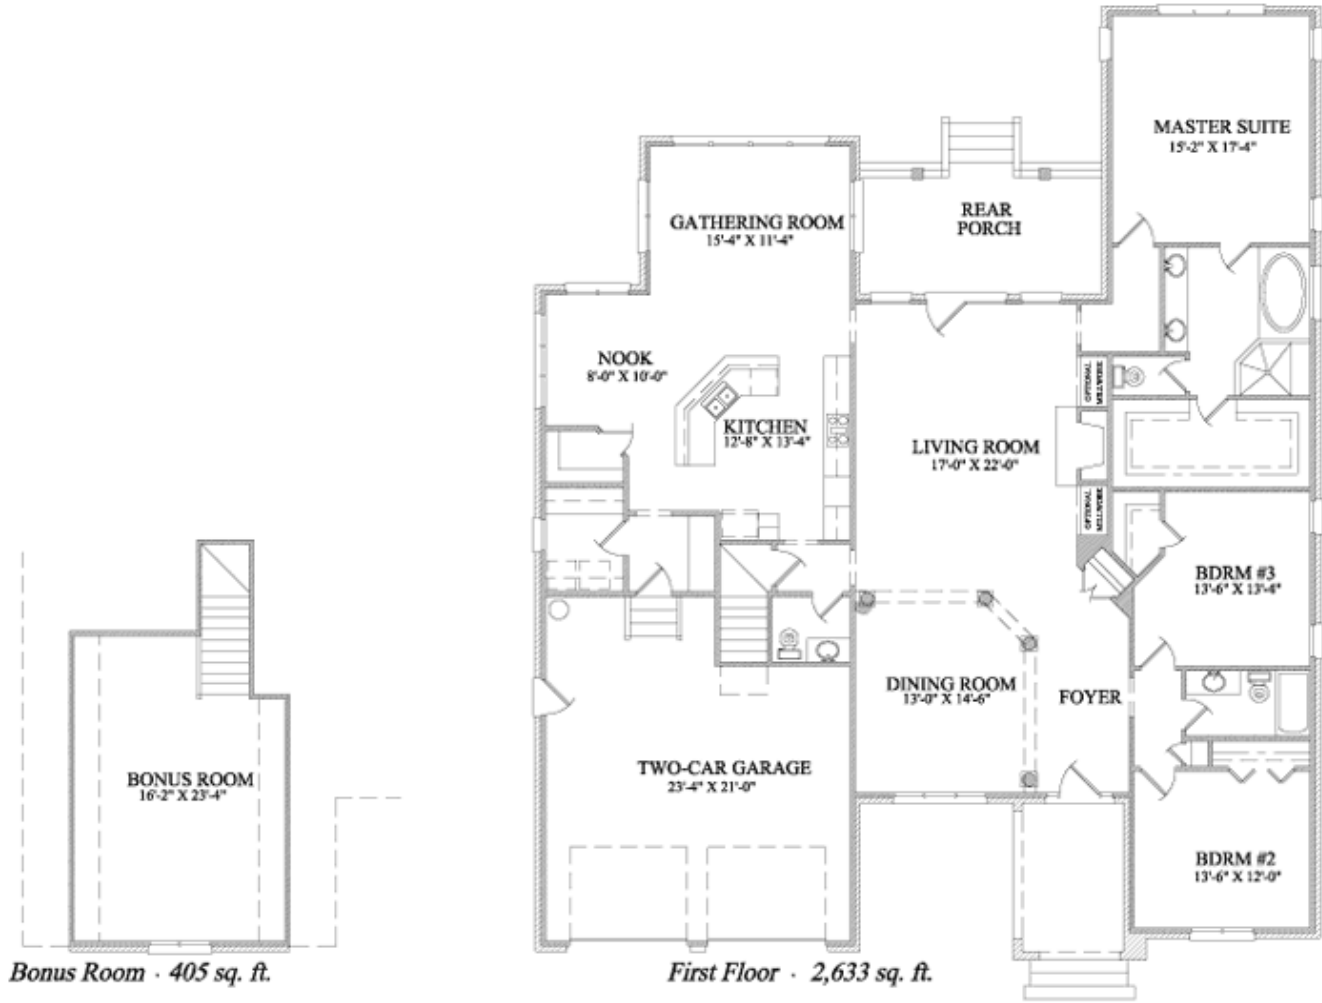 MASTER SUITE
15'-2" X 17'-4"
GATHERING ROOM
15'-4" X 11'-4"
REAR
PORCH
NOOK
8'-0" X 10'-0"
OPTIONAL
MILLWORK
KITCHEN
12'-8" X 13'-4"
LIVING ROOM
17'-0" X 22'-0"
OPTIONAL
MILLWORK
BDRM #3
13'-6" X 13'-4"
DINING ROOM
13'-0" X 14'-6"
FOYER
TWO-CAR GARAGE
23'-4" X 21'-0"
BONUS ROOM
16'-2" X 23'-4"
BDRM #2
13'-6" X 12'-0"
Bonus Room · 405 sq. ft.
First Floor · 2,633 sq. ft.